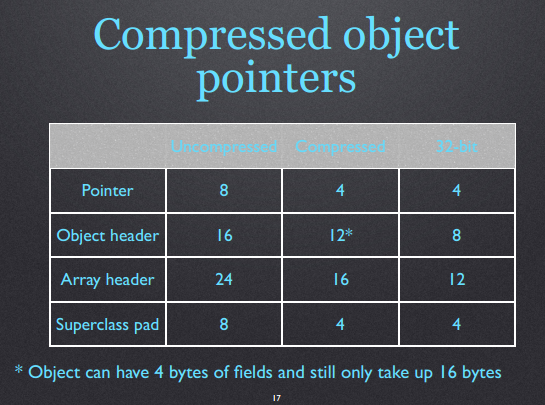 Compressed object
pointers
Uncompressed Compressed 32-bit
Pointer 8 4 4
Object header 16 12* 8
Array header 24 16 12
Superclass pad 8 4 4
* Object can have 4 bytes of fields and still only take up 16 bytes
17